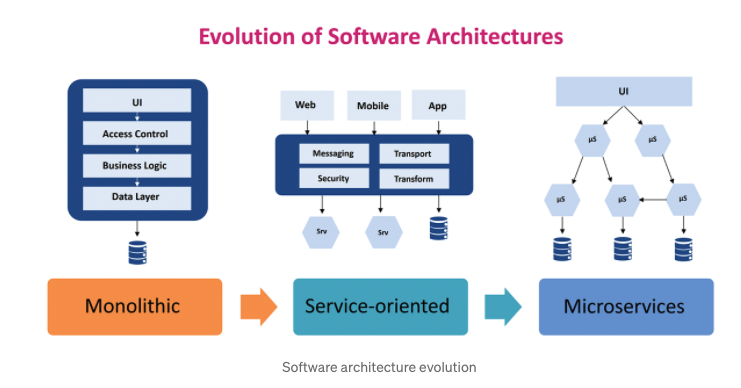 Evolution of Software Architectures
UI
Access Control
Business Logic
Data Layer
Monolithic
Web
Mobile
App
Messaging
Transport
Security
Transform
Srv
Srv
Service-oriented
UI
µS
µS
µS
µS
µS
Microservices
Software architecture evolution